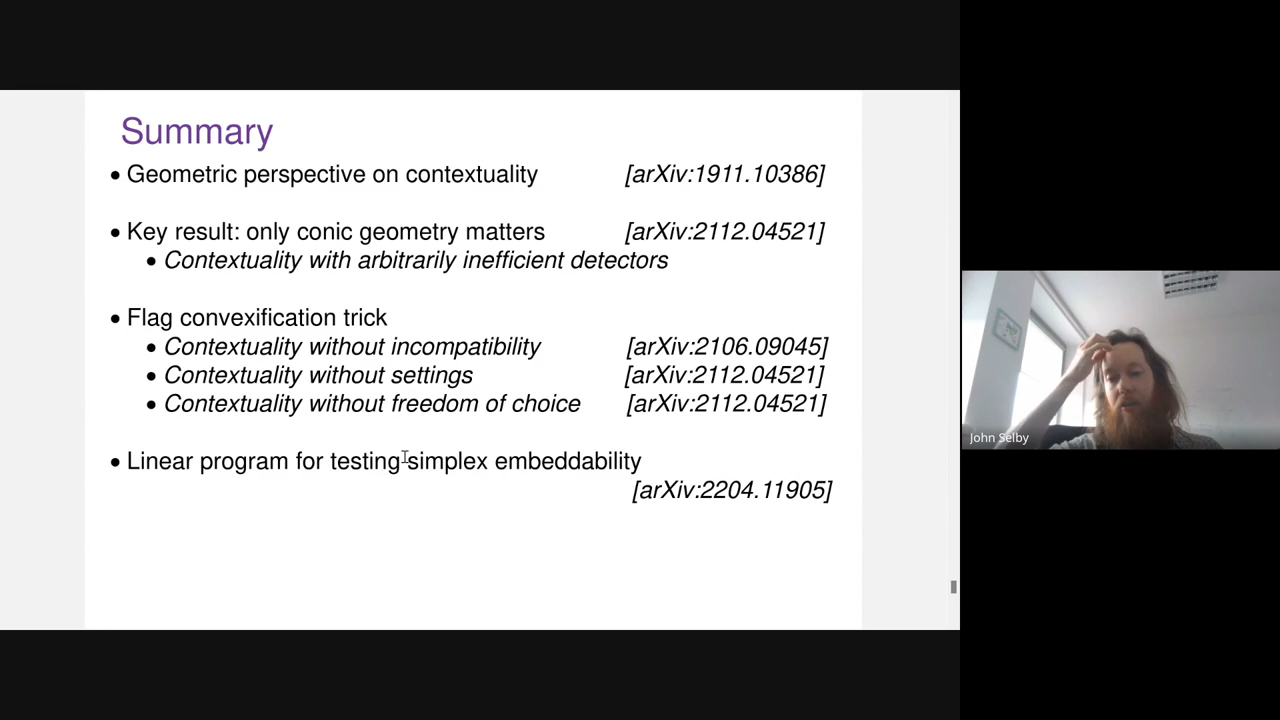 Summary
• Geometric perspective on contextuality [arXiv:1911.10386]
• Key result: only conic geometry matters [arXiv:2112.04521]
• Contextuality with arbitrarily inefficient detectors
• Flag convexification trick
• Contextuality without incompatibility [arXiv:2106.09045]
• Contextuality without settings [arXiv:2112.04521]
• Contextuality without freedom of choice [arXiv:2112.04521]
• Linear program for testing simplex embeddability
[arXiv:2204.11905]
John Selby